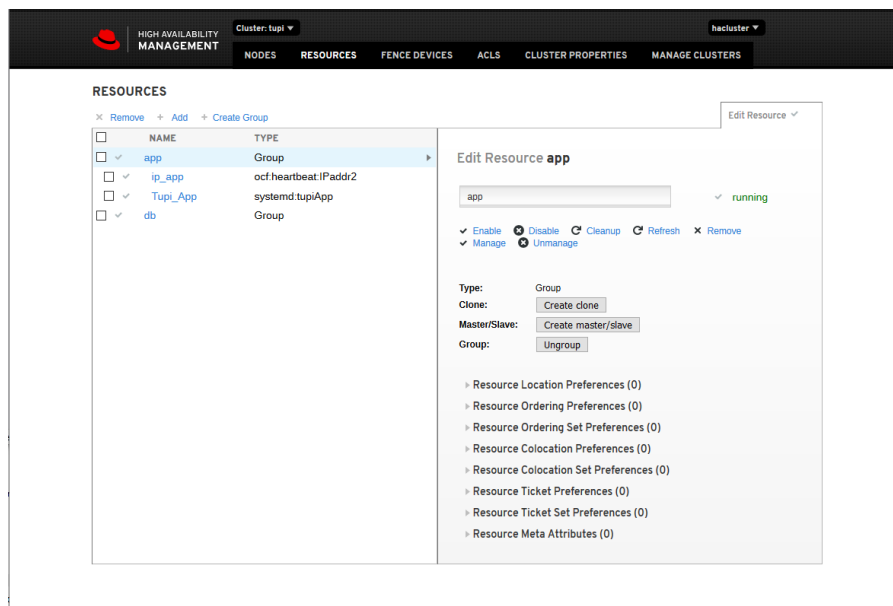 HIGH AVAILABILITY
MANAGEMENT
Cluster: tupi
hacluster
NODES RESOURCES FENCE DEVICES ACLS CLUSTER PROPERTIES MANAGE CLUSTERS
RESOURCES
Remove Add Create Group
Edit Resource
NAME TYPE
app Group
ip_app ocf:heartbeat:IPaddr2
Tupi_App systemd:tupiApp
db Group
Edit Resource app
app running
Enable Disable Cleanup Refresh Remove
Manage Unmanage
Type: Group
Clone: Create clone
Master/Slave: Create master/slave
Group: Ungroup
Resource Location Preferences (0)
Resource Ordering Preferences (0)
Resource Ordering Set Preferences (0)
Resource Colocation Preferences (0)
Resource Colocation Set Preferences (0)
Resource Ticket Preferences (0)
Resource Ticket Set Preferences (0)
Resource Meta Attributes (0)